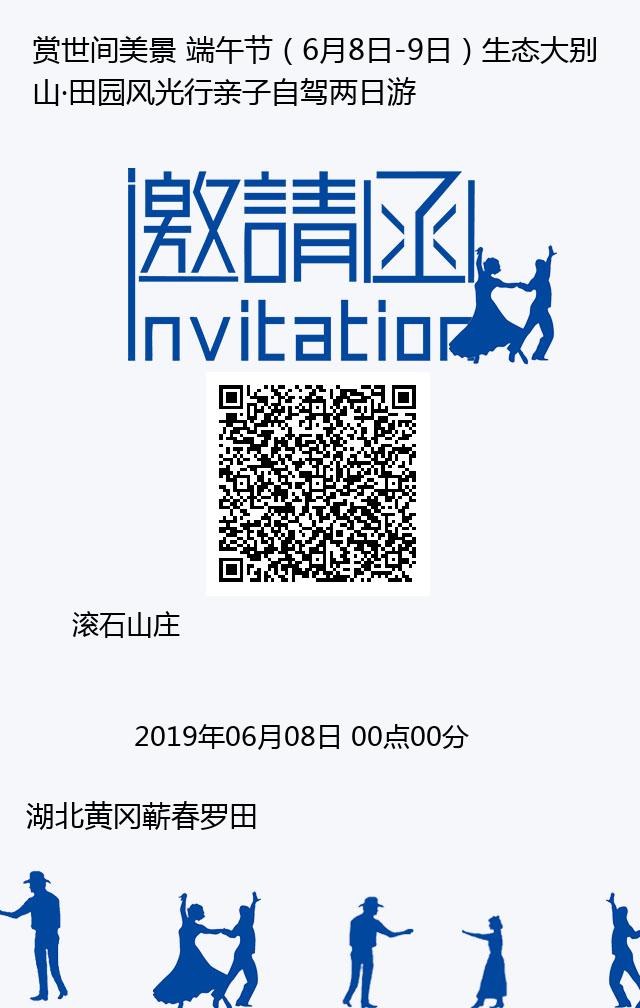 赏世间美景 端午节（6月8日-9日）生态大别
山·田园风光行亲子自驾两日游
邀請函
Invitation
滚石山庄
2019年06月08日 00点00分
湖北黄冈蕲春罗田